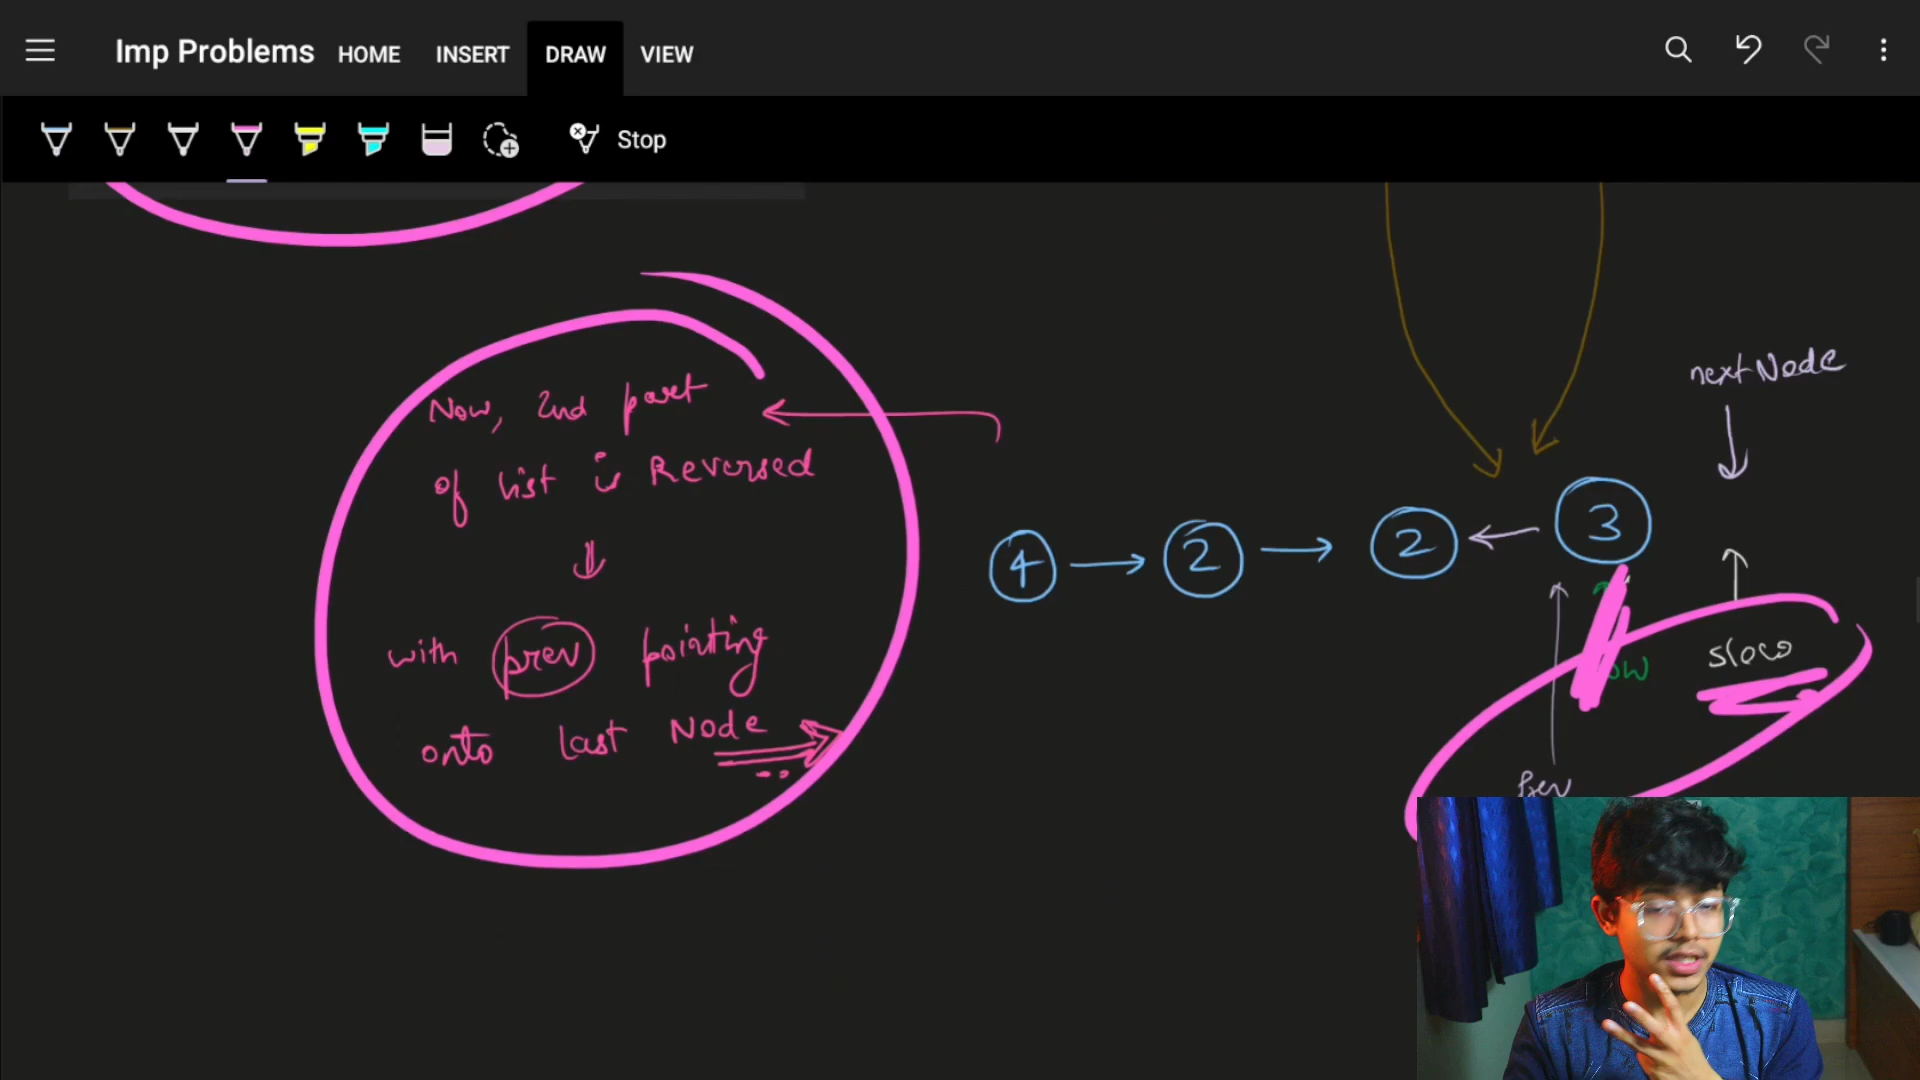 Imp Problems HOME INSERT DRAW VIEW
Stop
Now, 2nd part
of list is Reversed
with prev pointing
onto last Node
nextNode
4 2 2 3
slow
ow
Prev